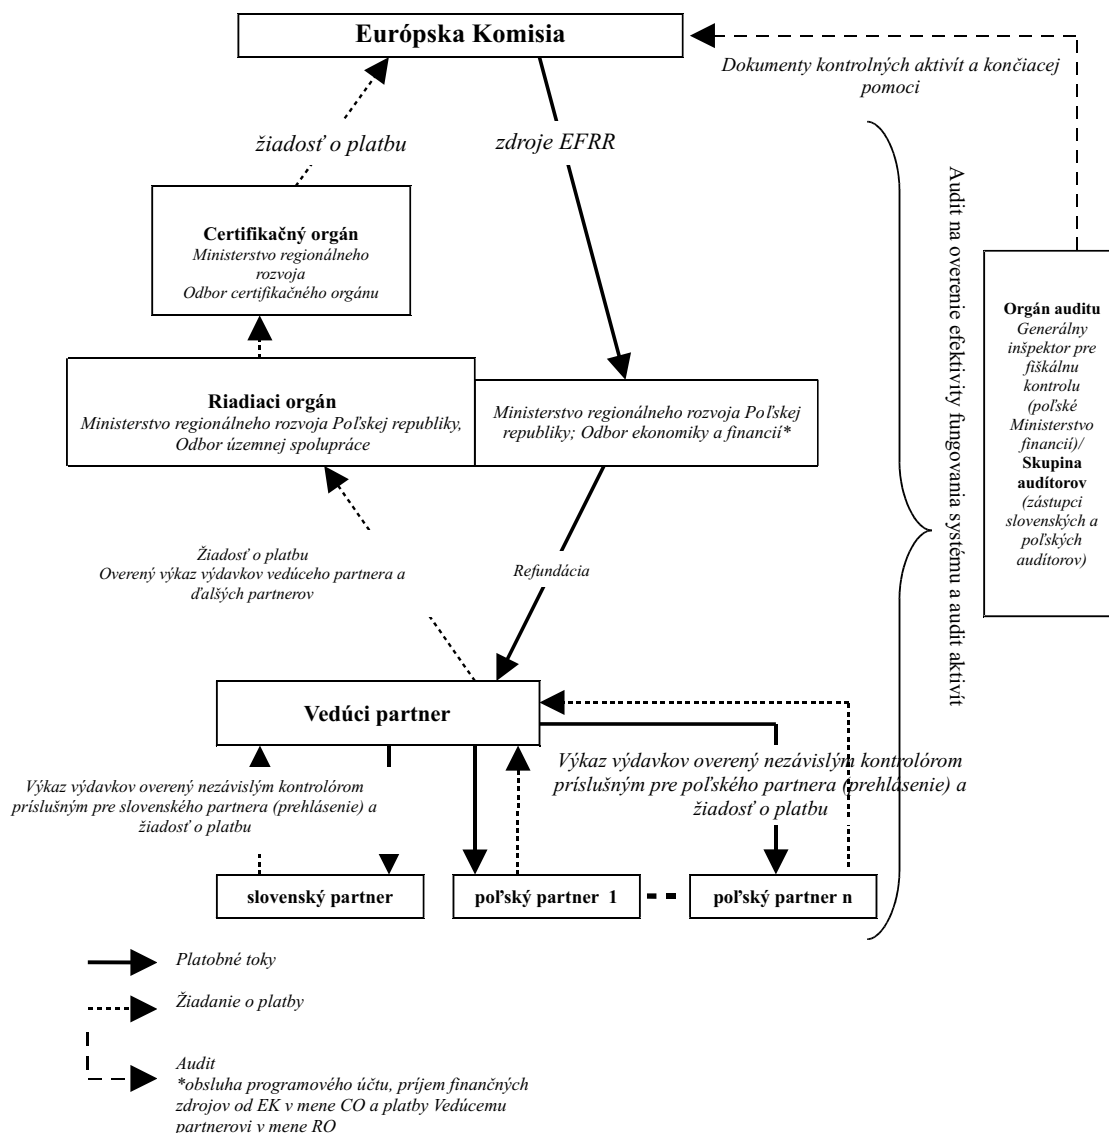 Európska Komisia
Dokumenty kontrolných aktivít a končiacej
pomoci
žiadosť o platbu
zdroje EFRR
Certifikačný orgán
Ministerstvo regionálneho
rozvoja
Odbor certifikačného orgánu
Riadiaci orgán
Ministerstvo regionálneho rozvoja Poľskej republiky,
Odbor územnej spolupráce
Ministerstvo regionálneho rozvoja Poľskej
republiky; Odbor ekonomiky a financií*
Audit na overenie efektivity fungovania systému a audit aktivít
Orgán auditu
Generálny
inšpektor pre
fiškálnu
kontrolu
(poľské
Ministerstvo
financií)/
Skupina
audítorov
(zástupci
slovenských a
poľských
audítorov)
Žiadosť o platbu
Overený výkaz výdavkov vedúceho partnera a
ďalších partnerov
Refundácia
Vedúci partner
Výkaz výdavkov overený nezávislým kontrolórom
príslušným pre slovenského partnera (prehlásenie) a
žiadosť o platbu
Výkaz výdavkov overený nezávislým kontrolórom
príslušným pre poľského partnera (prehlásenie) a
žiadosť o platbu
slovenský partner
poľský partner 1
poľský partner n
Platobné toky
Žiadanie o platby
Audit
*obsluha programového účtu, príjem finančných
zdrojov od EK v mene CO a platby Vedúcemu
partnerovi v mene RO